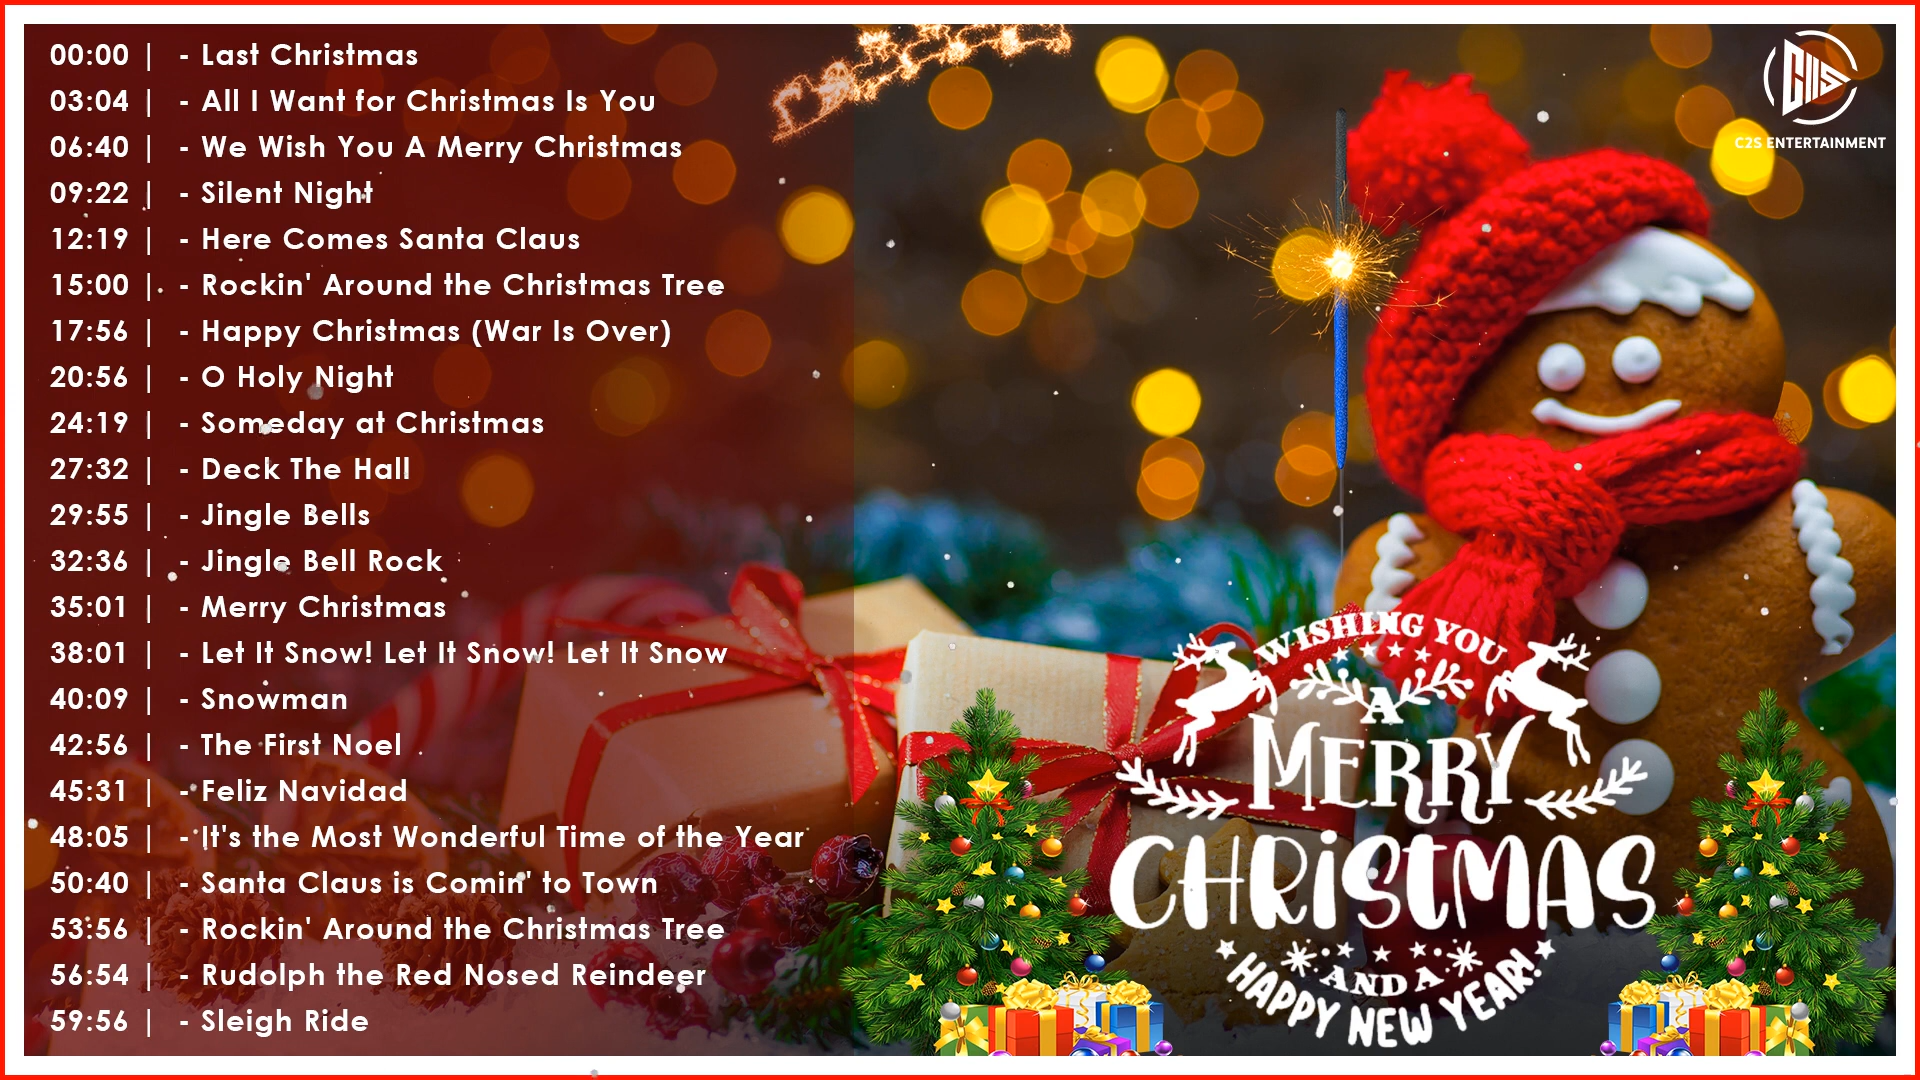 00:00 | - Last Christmas
03:04 | - All I Want for Christmas Is You
06:40 | - We Wish You A Merry Christmas
09:22 | - Silent Night
12:19 | - Here Comes Santa Claus
15:00 | - Rockin' Around the Christmas Tree
17:56 | - Happy Christmas (War Is Over)
20:56 | - O Holy Night
24:19 | - Someday at Christmas
27:32 | - Deck The Hall
29:55 | - Jingle Bells
32:36 | - Jingle Bell Rock
35:01 | - Merry Christmas
38:01 | - Let It Snow! Let It Snow! Let It Snow
40:09 | - Snowman
42:56 | - The First Noel
45:31 | - Feliz Navidad
48:05 | - It's the Most Wonderful Time of the Year
50:40 | - Santa Claus is Comin' to Town
53:56 | - Rockin' Around the Christmas Tree
56:54 | - Rudolph the Red Nosed Reindeer
59:56 | - Sleigh Ride
C2S
C2S ENTERTAINMENT
WISHING YOU
A
MERRY
CHRiStMAS
AND A
HAPPY NEW YEAR!